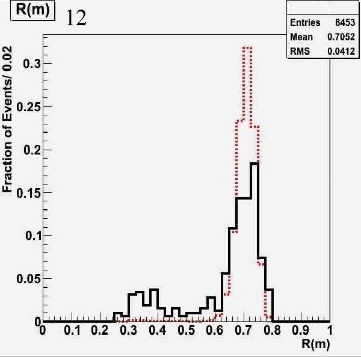 R(m) 12
Entries 8453
Mean 0.7052
RMS 0.0412
Fraction of Events/ 0.02
0.3
0.25
0.2
0.15
0.1
0.05
0
0 0.1 0.2 0.3 0.4 0.5 0.6 0.7 0.8 0.9 1
R(m)